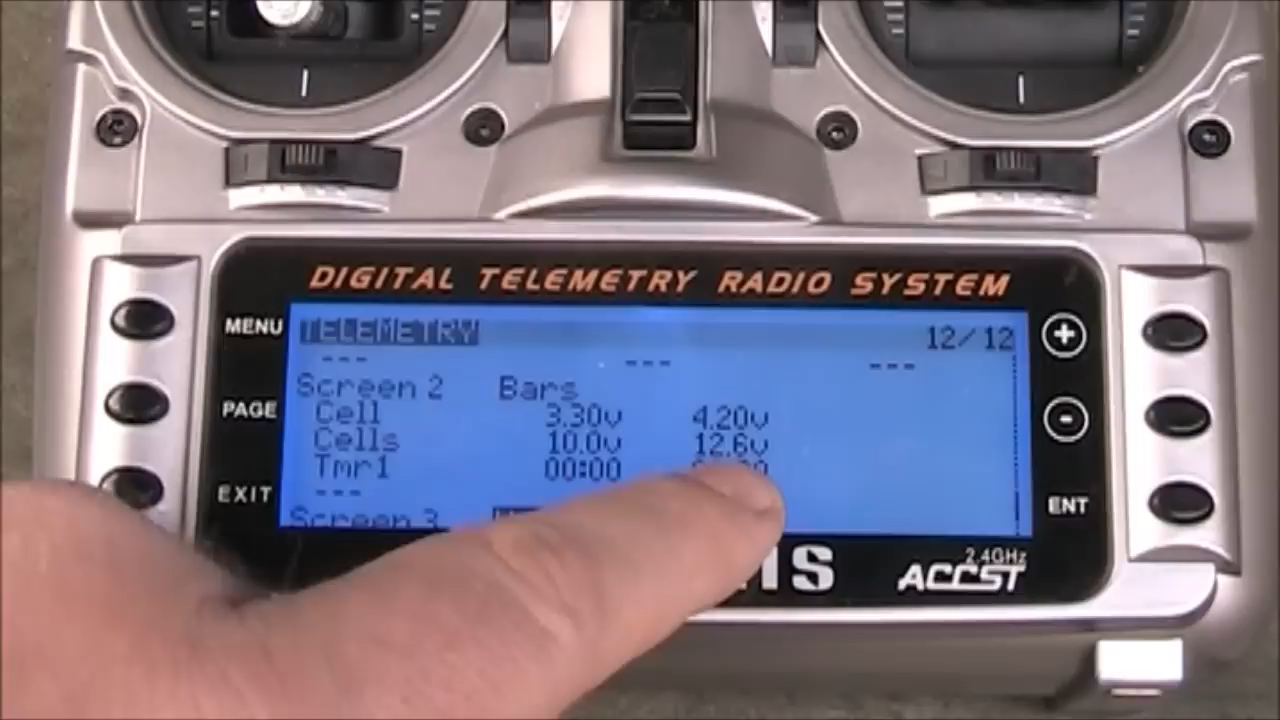 DIGITAL TELEMETRY RADIO SYSTEM
MENU
TELEMETRY 12/12
--- --- ---
Screen 2 Bars
PAGE
Cell 3.30v 4.20v
Cells 10.0v 12.6v
Tmr1 00:00
---
EXIT
ENT
Screen 3
+
-
2.4GHz
ACCST